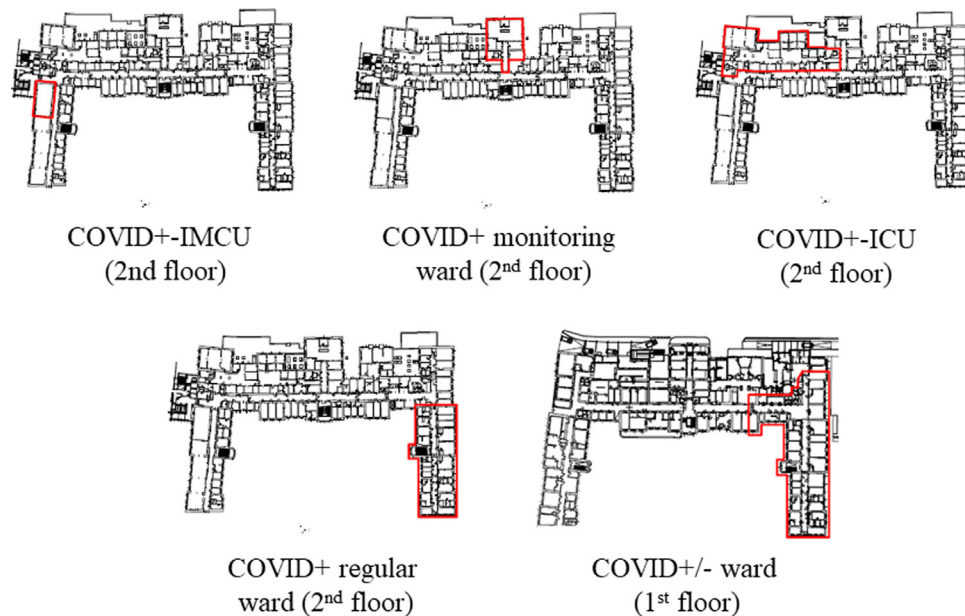 COVID+-IMCU
(2nd floor)
COVID+ monitoring
ward (2nd floor)
COVID+-ICU
(2nd floor)
COVID+ regular
ward (2nd floor)
COVID+/- ward
(1st floor)